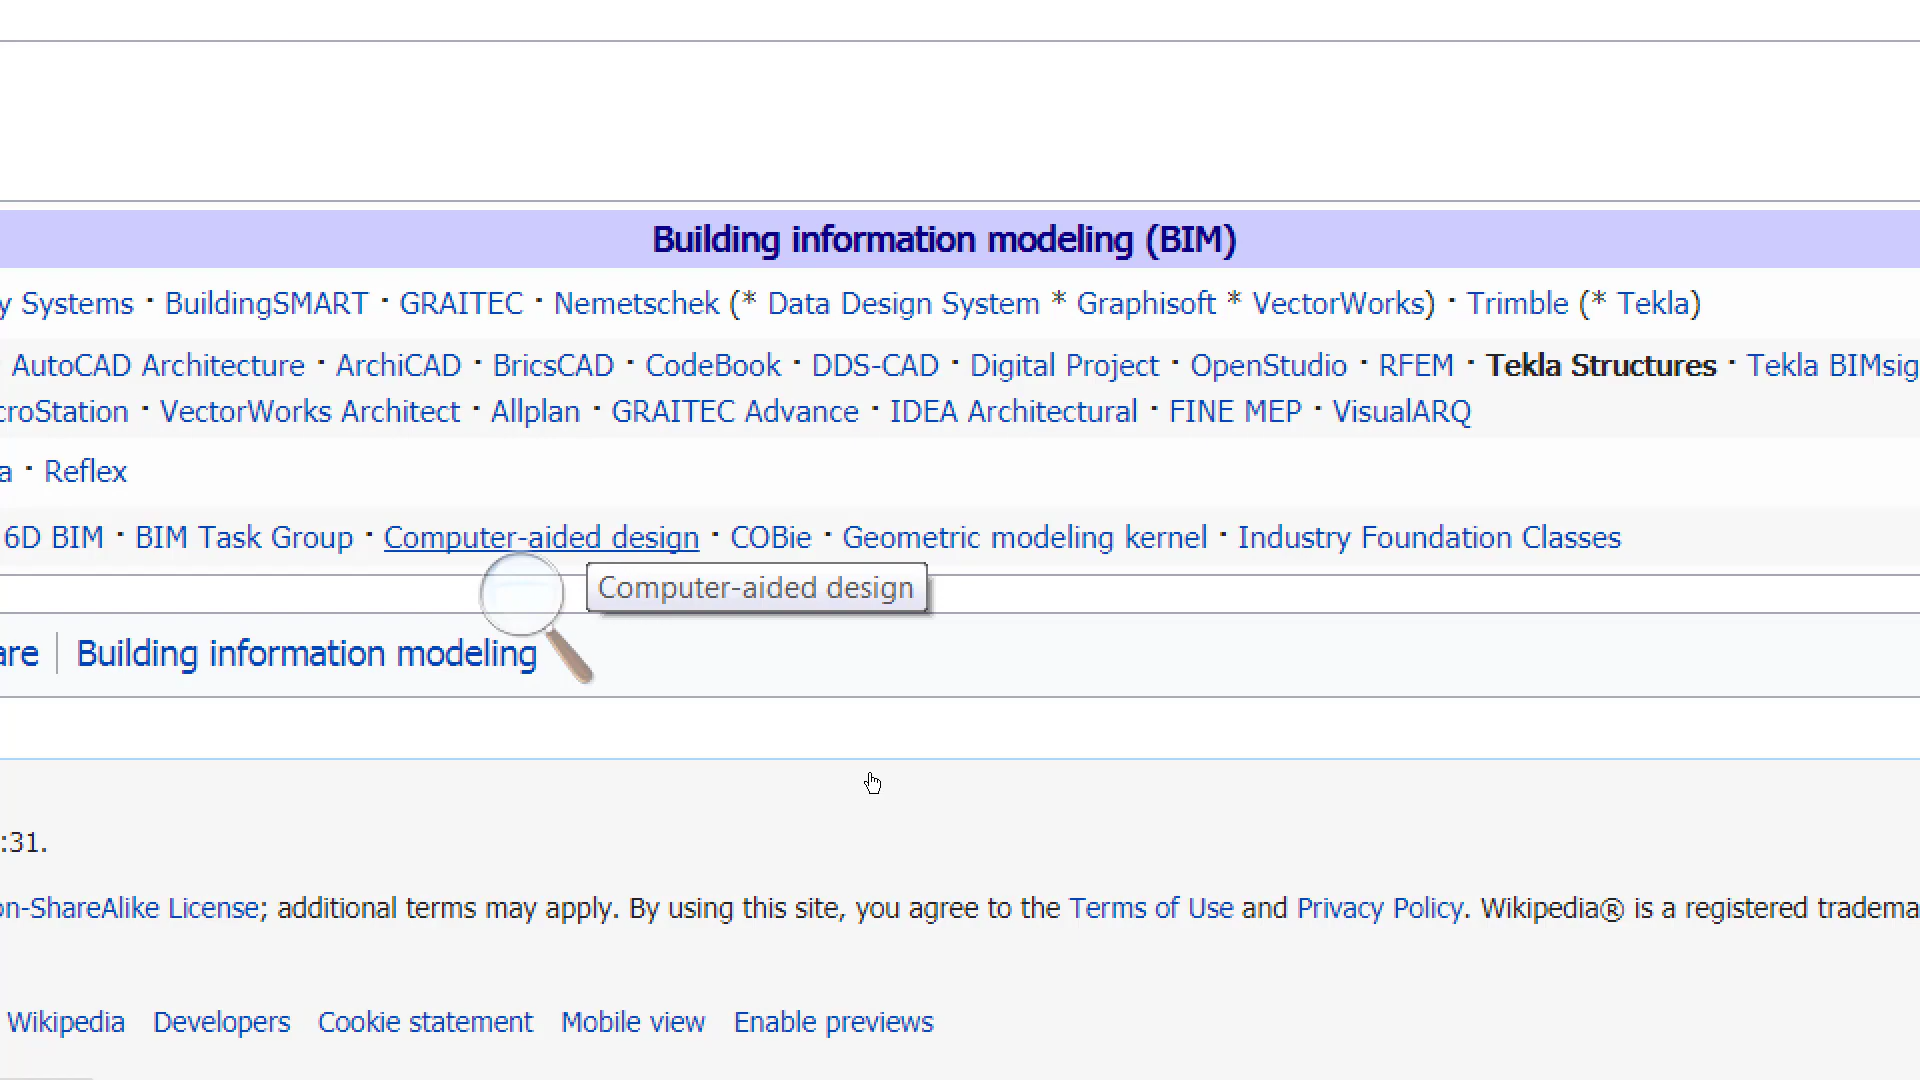 Building information modeling (BIM)
y Systems · BuildingSMART · GRAITEC · Nemetschek (* Data Design System * Graphisoft * VectorWorks) · Trimble (* Tekla)
AutoCAD Architecture · ArchiCAD · BricsCAD · CodeBook · DDS-CAD · Digital Project · OpenStudio · RFEM · Tekla Structures · Tekla BIMsig
croStation · VectorWorks Architect · Allplan · GRAITEC Advance · IDEA Architectural · FINE MEP · VisualARQ
a · Reflex
6D BIM · BIM Task Group · Computer-aided design · COBie · Geometric modeling kernel · Industry Foundation Classes
Computer-aided design
are | Building information modeling
:31.
on-ShareAlike License; additional terms may apply. By using this site, you agree to the Terms of Use and Privacy Policy. Wikipedia® is a registered tradema
Wikipedia Developers Cookie statement Mobile view Enable previews